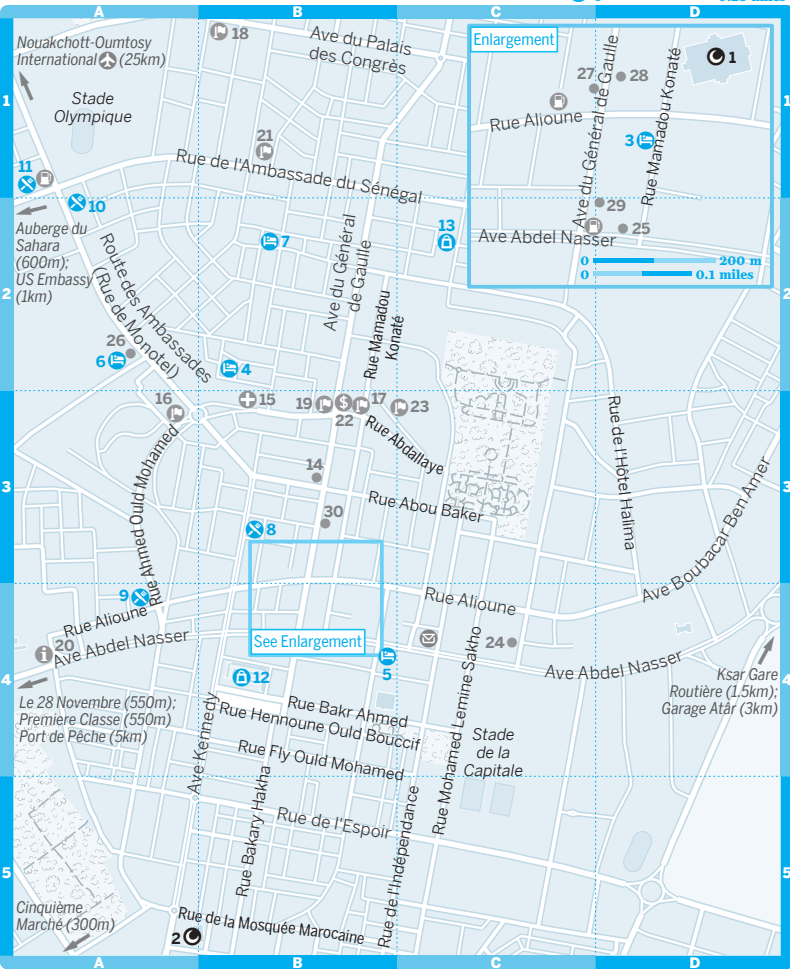 A
B
C
D
Nouakchott-Oumtosy
International (25km)
18
Ave du Palais
des Congrès
Enlargement
1
27
28
Rue Alioune
Ave du Général de Gaulle
Rue Mamadou Konaté
3
29
25
Ave Abdel Nasser
0 200 m
0 0.1 miles
1
1
Stade
Olympique
21
Rue de l'Ambassade du Sénégal
11
10
Auberge du
Sahara
(600m);
US Embassy
(1km)
7
13
Route des Ambassades
(Rue de Monotel)
Ave du Général
de Gaulle
Rue Mamadou
Konaté
2
2
26
6
4
16
15
19
22
17
23
Rue Abdallaye
Rue de l'Hôtel Halima
Rue Ahmed Ould Mohamed
14
3
3
Rue Abou Baker
30
8
Ave Boubacar Ben Amer
9
Rue Alioune
Rue Alioune
See Enlargement
20
Ave Abdel Nasser
5
24
Ave Abdel Nasser
4
4
Le 28 Novembre (550m);
Premiere Classe (550m)
Port de Pêche (5km)
12
Ksar Gare
Routière (1.5km);
Garage Atâr (3km)
Ave Kennedy
Rue Bakr Ahmed
Rue Hennoune Ould Bouccif
Rue Fly Ould Mohamed
Rue Mohamed Lemine Sakho
Stade
de la
Capitale
Rue Bakary Hakha
Rue de l'Espoir
Rue de l'Indépendance
5
5
Cinquième
Marché (300m)
2
Rue de la Mosquée Marocaine
A
B
C
D